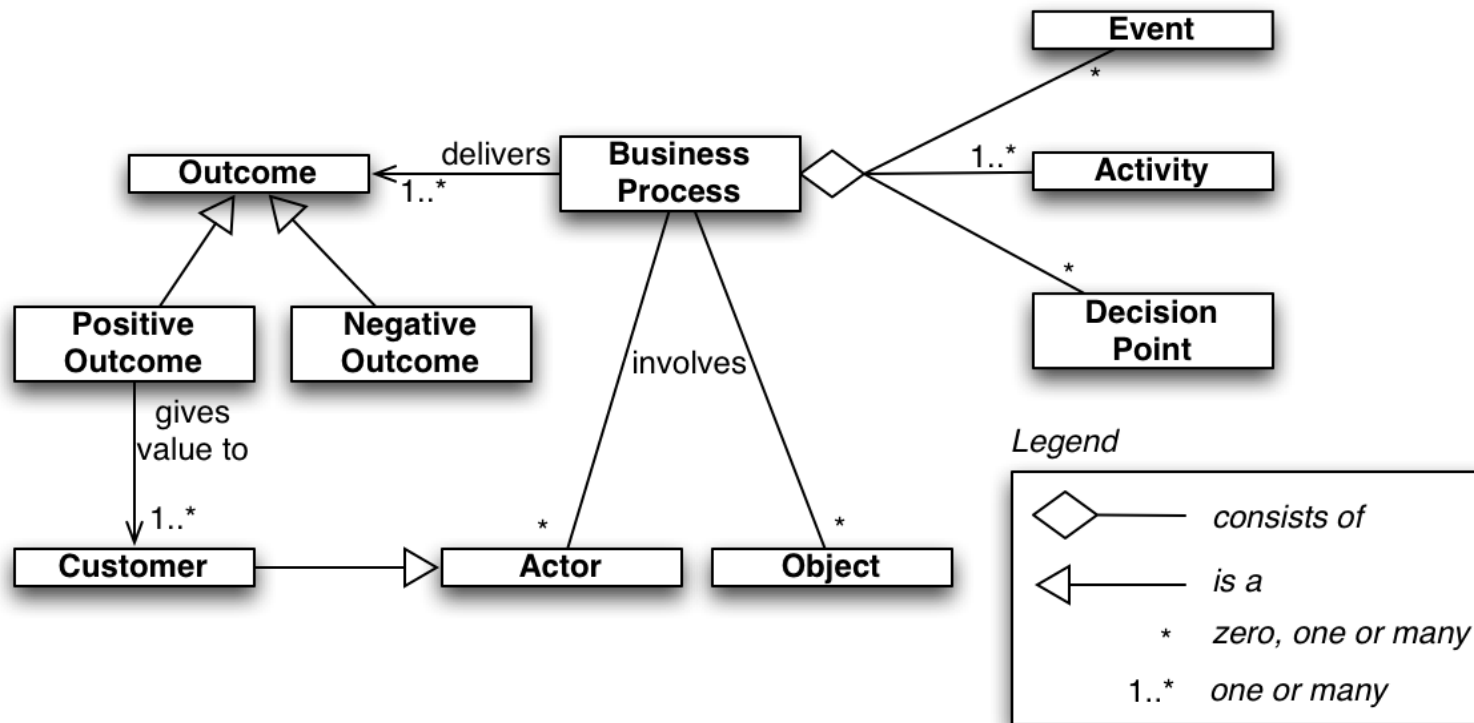 Event
*
delivers
Business
Process
1..*
Activity
Outcome
1..*
*
Decision
Point
Positive
Outcome
Negative
Outcome
involves
gives
value to
1..*
*
*
Customer
Actor
Object
Legend
consists of
is a
* zero, one or many
1..* one or many